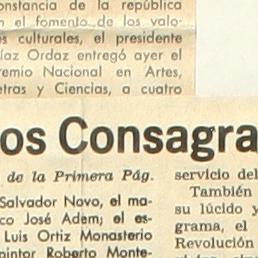 onstancia de la república
n el fomento de los valo-
es culturales, el presidente
íaz Ordaz entregó ayer el
remio Nacional en Artes,
etras y Ciencias, a cuatro
os Consagra
de la Primera Pág.
Salvador Novo, el ma-
co José Adem; el es-
Luis Ortiz Monasterio
pintor Roberto Monte-
servicio del
También
su lúcido y
grama, el
Revolución